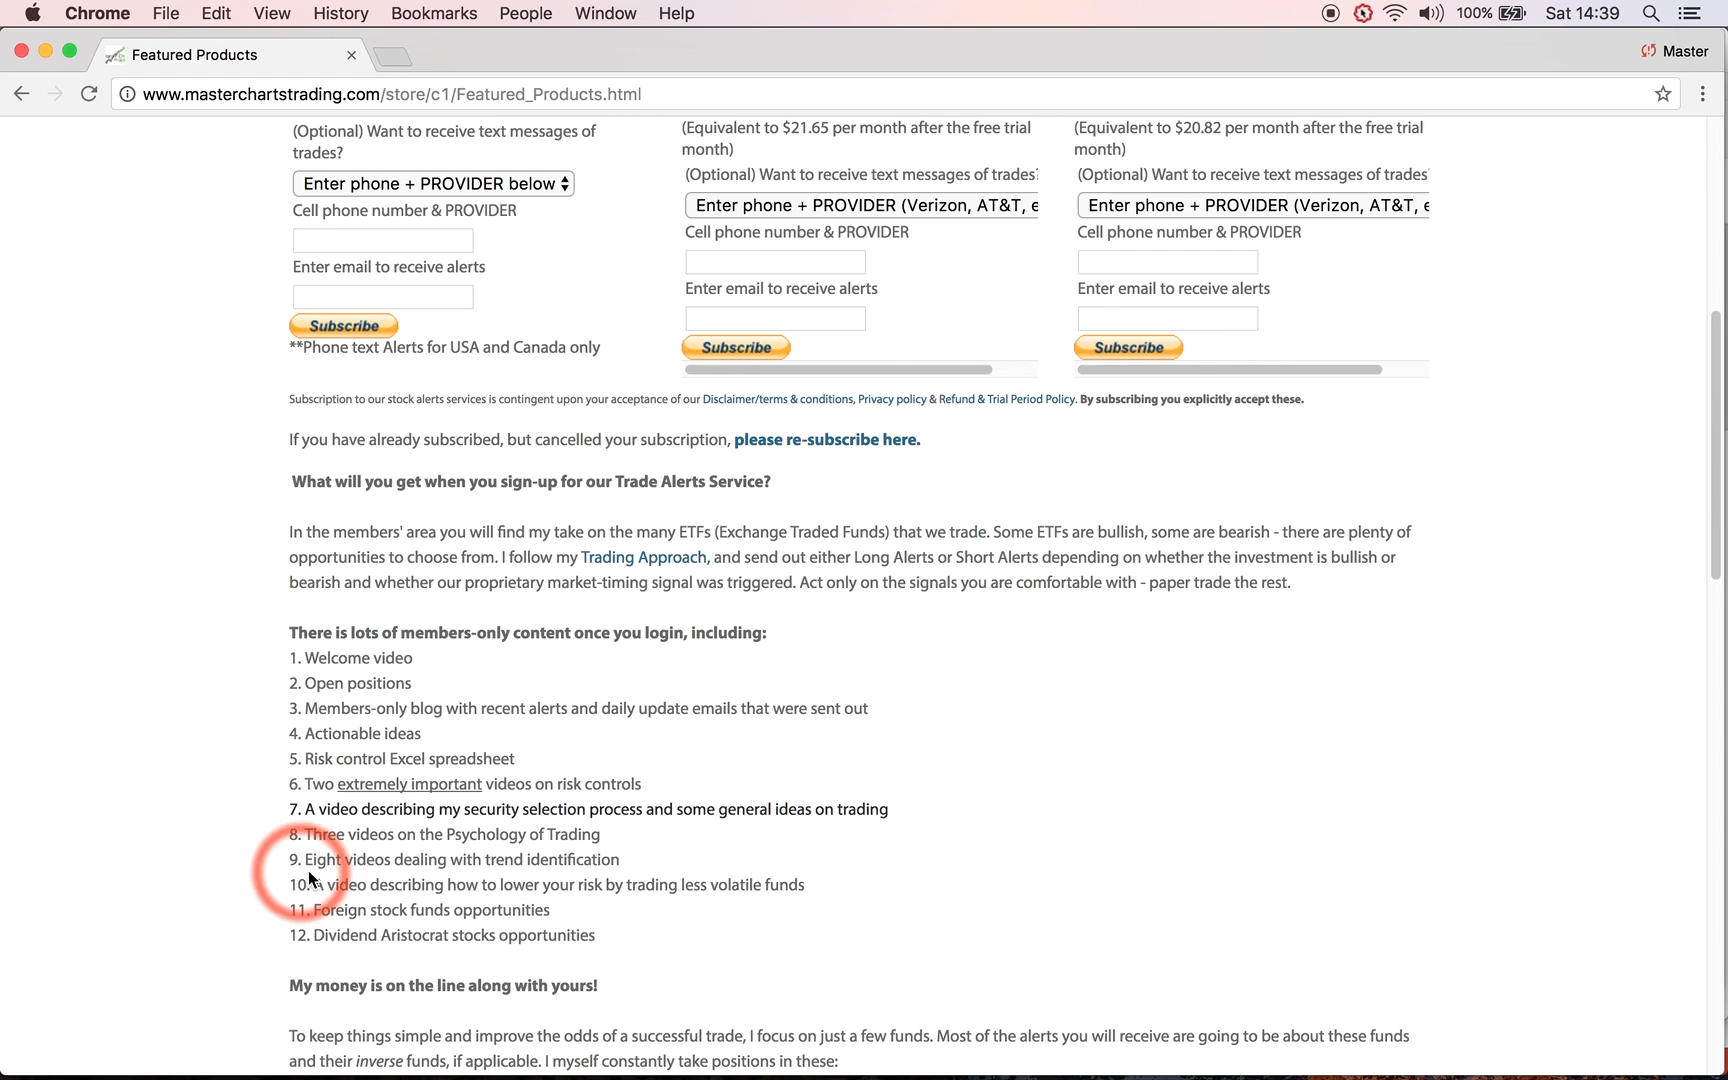 Chrome File Edit View History Bookmarks People Window Help 100% Sat 14:39
Featured Products Master
www.masterchartstrading.com/store/c1/Featured_Products.html
(Optional) Want to receive text messages of
trades?
Enter phone + PROVIDER below
Cell phone number & PROVIDER
Enter email to receive alerts
Subscribe
**Phone text Alerts for USA and Canada only
(Equivalent to $21.65 per month after the free trial
month)
(Optional) Want to receive text messages of trades?
Enter phone + PROVIDER (Verizon, AT&T, e
Cell phone number & PROVIDER
Enter email to receive alerts
Subscribe
(Equivalent to $20.82 per month after the free trial
month)
(Optional) Want to receive text messages of trades
Enter phone + PROVIDER (Verizon, AT&T, e
Cell phone number & PROVIDER
Enter email to receive alerts
Subscribe
Subscription to our stock alerts services is contingent upon your acceptance of our Disclaimer/terms & conditions, Privacy policy & Refund & Trial Period Policy. By subscribing you explicitly accept these.
If you have already subscribed, but cancelled your subscription, please re-subscribe here.
What will you get when you sign-up for our Trade Alerts Service?
In the members' area you will find my take on the many ETFs (Exchange Traded Funds) that we trade. Some ETFs are bullish, some are bearish - there are plenty of
opportunities to choose from. I follow my Trading Approach, and send out either Long Alerts or Short Alerts depending on whether the investment is bullish or
bearish and whether our proprietary market-timing signal was triggered. Act only on the signals you are comfortable with - paper trade the rest.
There is lots of members-only content once you login, including:
1. Welcome video
2. Open positions
3. Members-only blog with recent alerts and daily update emails that were sent out
4. Actionable ideas
5. Risk control Excel spreadsheet
6. Two extremely important videos on risk controls
7. A video describing my security selection process and some general ideas on trading
8. Three videos on the Psychology of Trading
9. Eight videos dealing with trend identification
10. A video describing how to lower your risk by trading less volatile funds
11. Foreign stock funds opportunities
12. Dividend Aristocrat stocks opportunities
My money is on the line along with yours!
To keep things simple and improve the odds of a successful trade, I focus on just a few funds. Most of the alerts you will receive are going to be about these funds
and their inverse funds, if applicable. I myself constantly take positions in these: